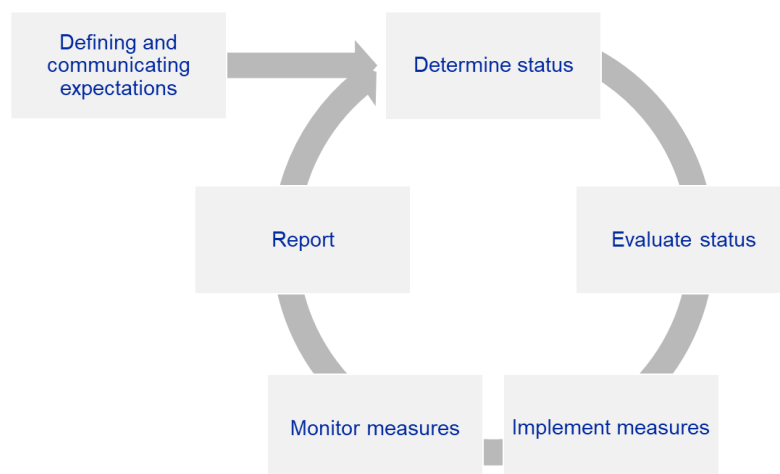 Defining and
communicating
expectations
Determine status
Evaluate status
Implement measures
Monitor measures
Report